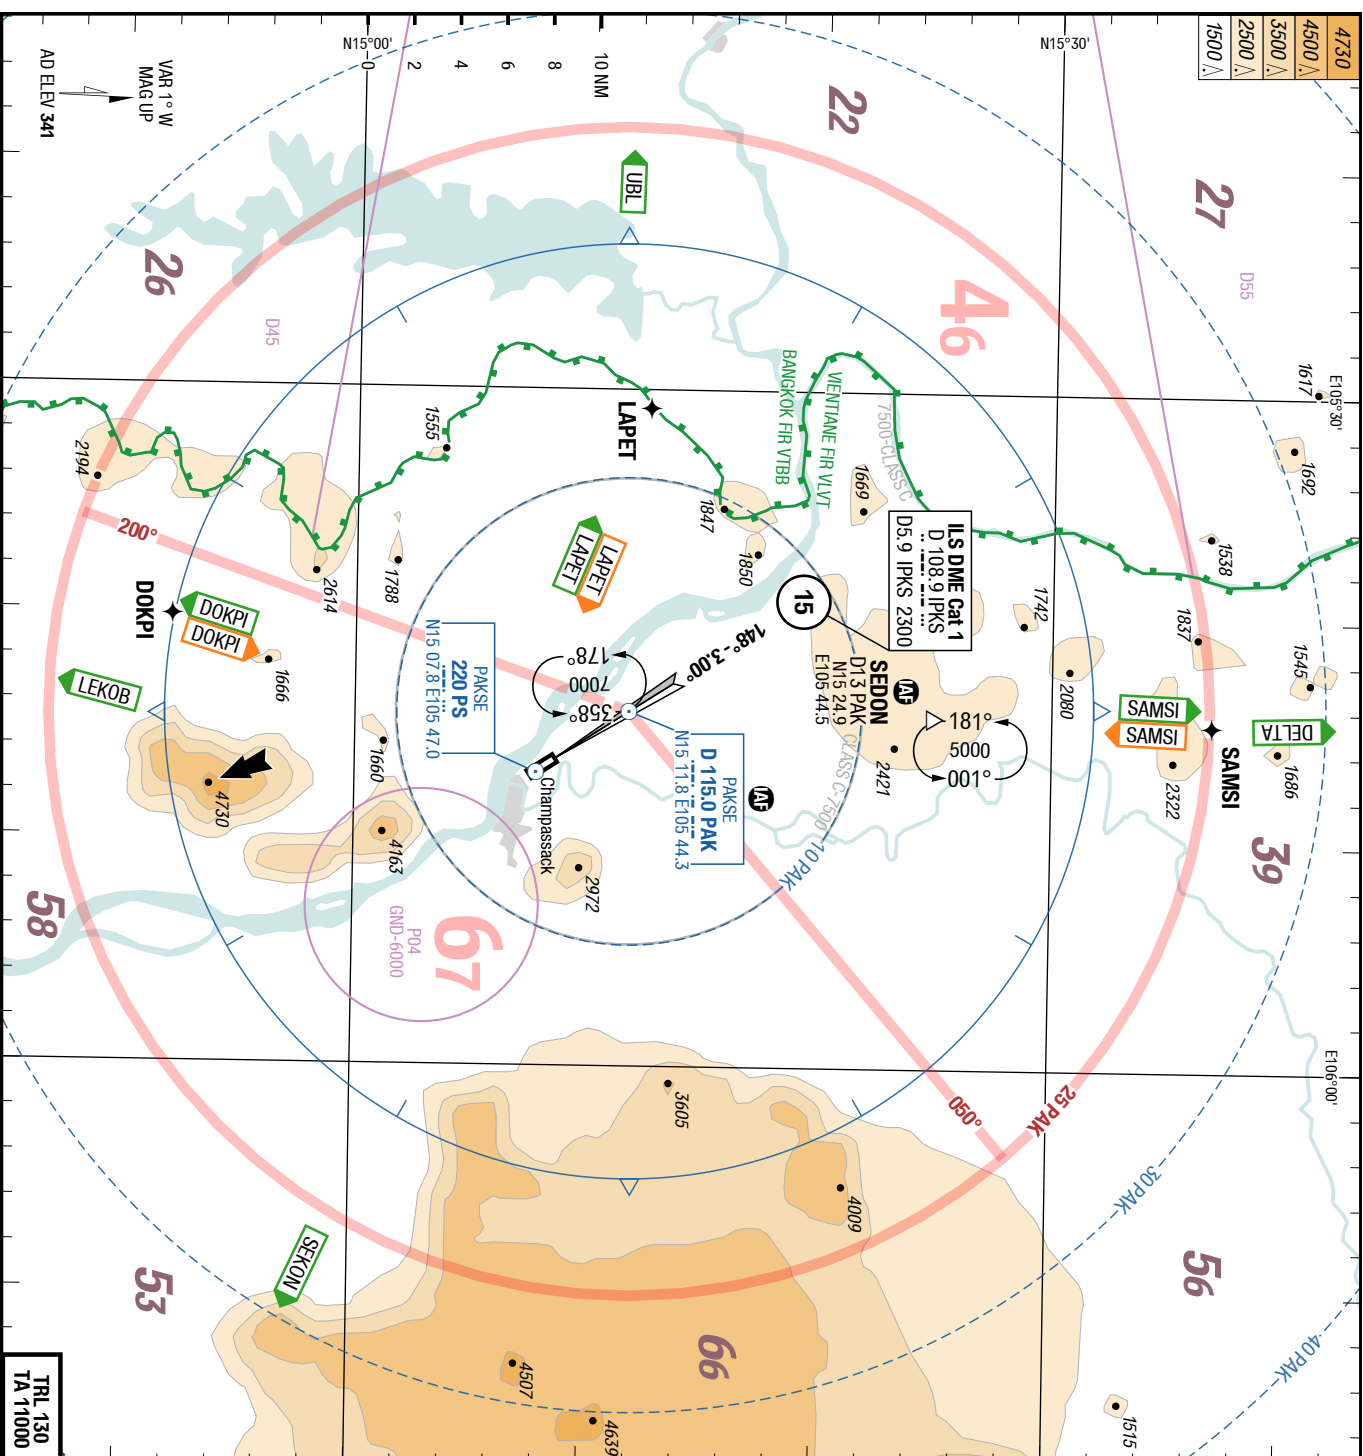 4730
4500
3500
2500
1500
N15°30'
N15°00'
0
2
4
6
8
10 NM
VAR 1° W
MAG UP
AD ELEV 341
22
27
26
46
39
58
67
53
56
66
D55
D45
UBL
E105°30'
E106°00'
1617
1692
1538
1837
1545
1742
2080
1669
1847
1850
1555
2194
2614
1788
1666
1660
4730
4163
2972
2421
2322
1686
3605
4009
4507
4639
1515
BANGKOK FIR VTBB
VIENTIANE FIR VLVT
7500-CLASS C
CLASS C-7500
LAPET
LAPET
LAPET
ILS DME Cat 1
D 108.9 IPKS
D5.9 IPKS 2300
15
SEDON
D13 PAK
N15 24.9
E105 44.5
IAF
IAF
181°
5000
001°
SAMSI
SAMSI
SAMSI
DELTA
148°-3.00°
178°
7000
358°
PAKSE
220 PS
N15 07.8 E105 47.0
PAKSE
D 115.0 PAK
N15 11.8 E105 44.3
Champassack
200°
050°
DOKPI
DOKPI
DOKPI
LEKOB
P04
GND-6000
10 PAK
25 PAK
30 PAK
40 PAK
SEKON
TRL 130
TA 11000